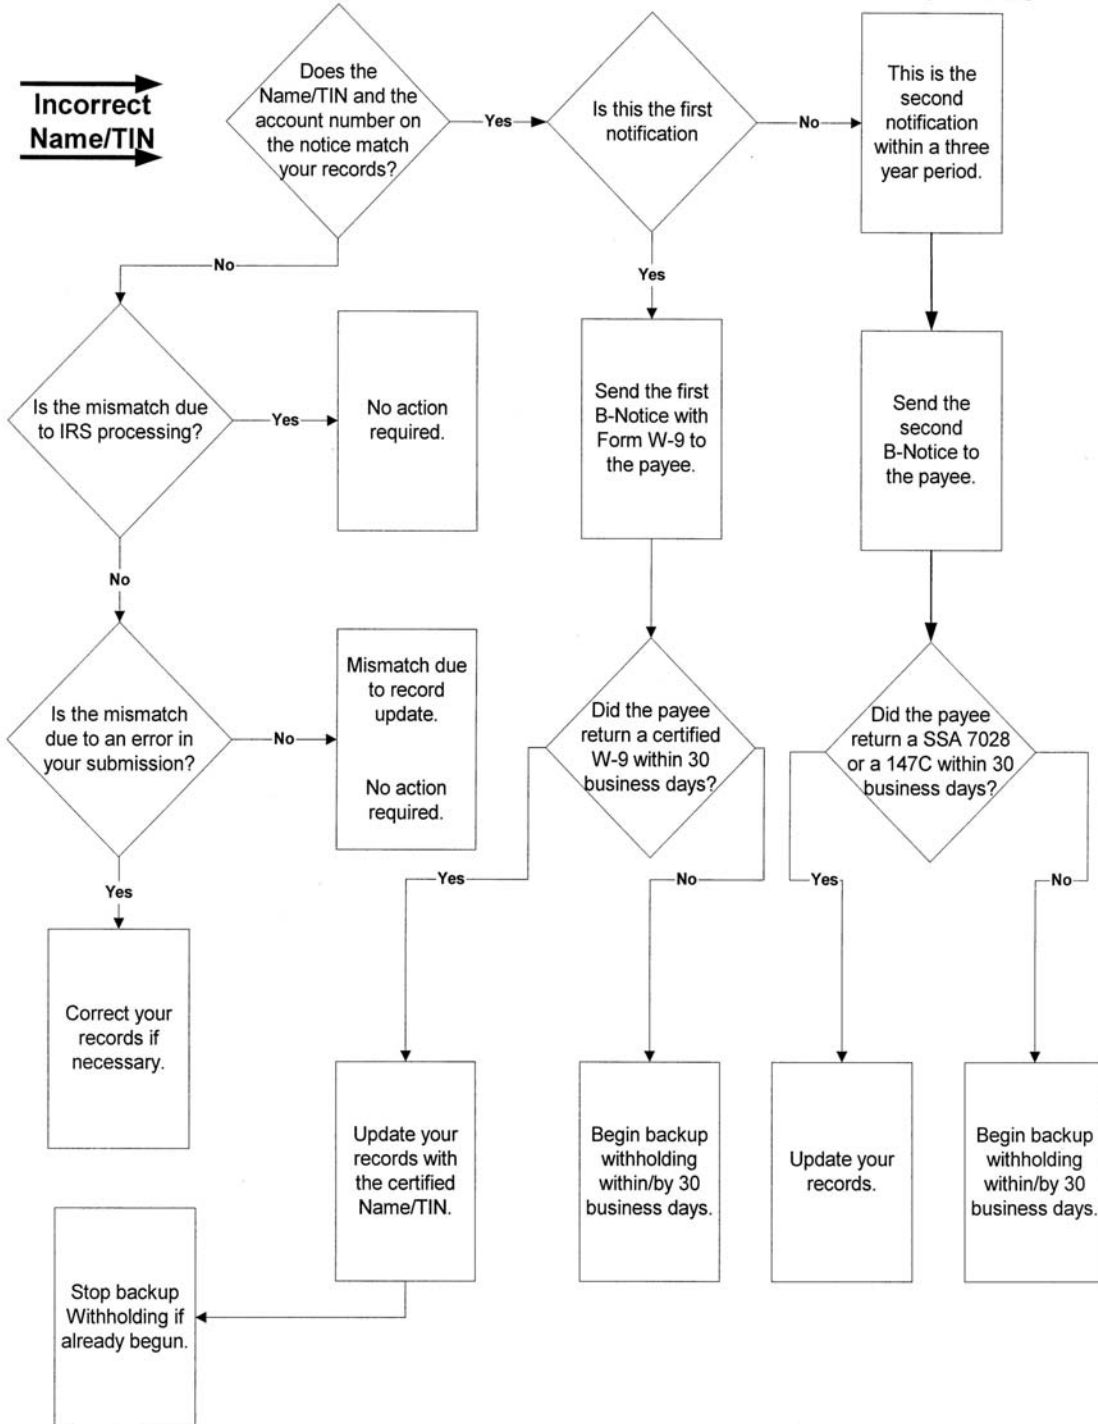 Incorrect
Name/TIN
Does the
Name/TIN and the
account number on
the notice match
your records?
Yes
Is this the first
notification
No
This is the
second
notification
within a three
year period.
No
Yes
Is the mismatch due
to IRS processing?
Yes
No action
required.
Send the first
B-Notice with
Form W-9 to
the payee.
Send the
second
B-Notice to
the payee.
No
Is the mismatch
due to an error in
your submission?
No
Mismatch due
to record
update.
No action
required.
Did the payee
return a certified
W-9 within 30
business days?
Did the payee
return a SSA 7028
or a 147C within 30
business days?
Yes
Yes
No
Yes
No
Correct your
records if
necessary.
Update your
records with
the certified
Name/TIN.
Begin backup
withholding
within/by 30
business days.
Update your
records.
Begin backup
withholding
within/by 30
business days.
Stop backup
Withholding if
already begun.